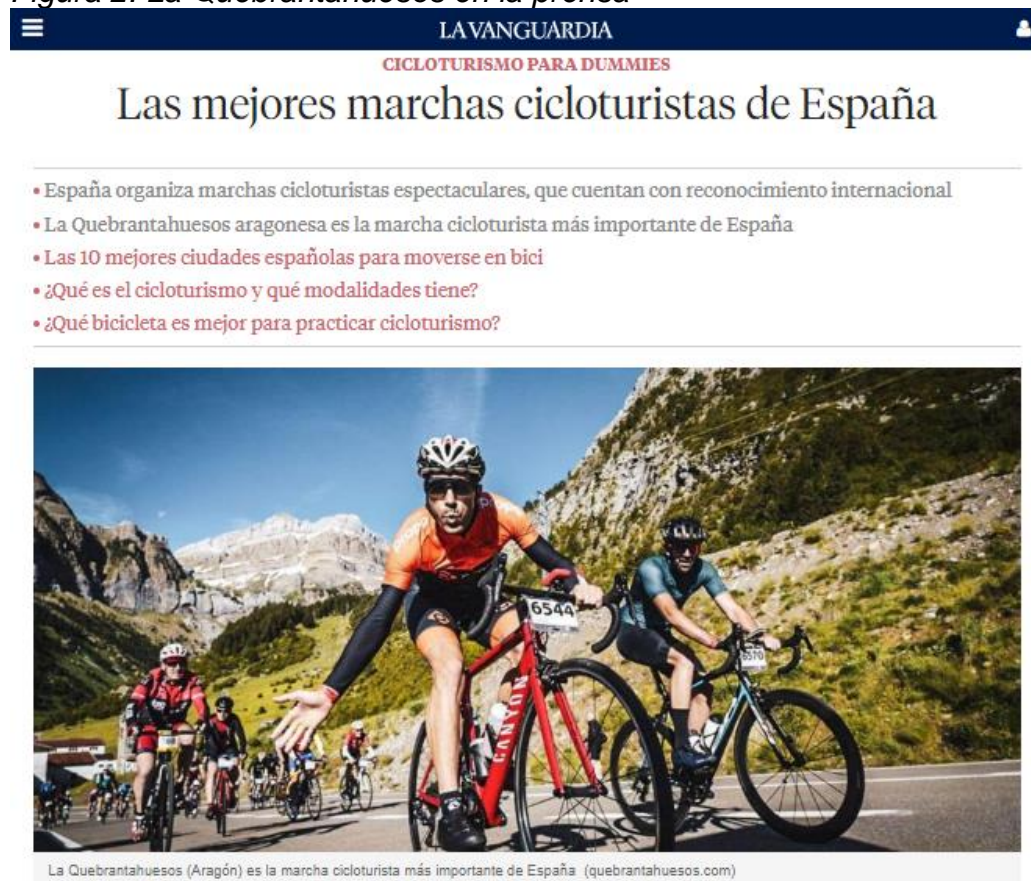 Figura 2: La Quebrantahuesos en la prensa
LA VANGUARDIA
CICLOTURISMO PARA DUMMIES
Las mejores marchas cicloturistas de España
• España organiza marchas cicloturistas espectaculares, que cuentan con reconocimiento internacional
• La Quebrantahuesos aragonesa es la marcha cicloturista más importante de España
• Las 10 mejores ciudades españolas para moverse en bici
• ¿Qué es el cicloturismo y qué modalidades tiene?
• ¿Qué bicicleta es mejor para practicar cicloturismo?
6544
6570
CANYON
La Quebrantahuesos (Aragón) es la marcha cicloturista más importante de España (quebrantahuesos.com)